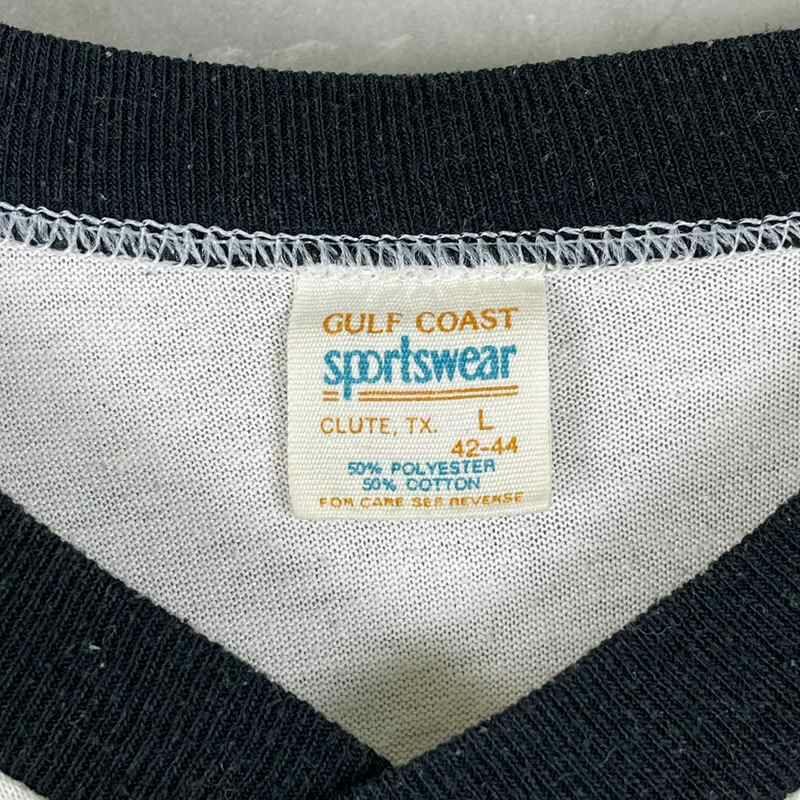 GULF COAST
sportswear
CLUTE, TX. L
42-44
50% POLYESTER
50% COTTON
FOR CARE SEE REVERSE